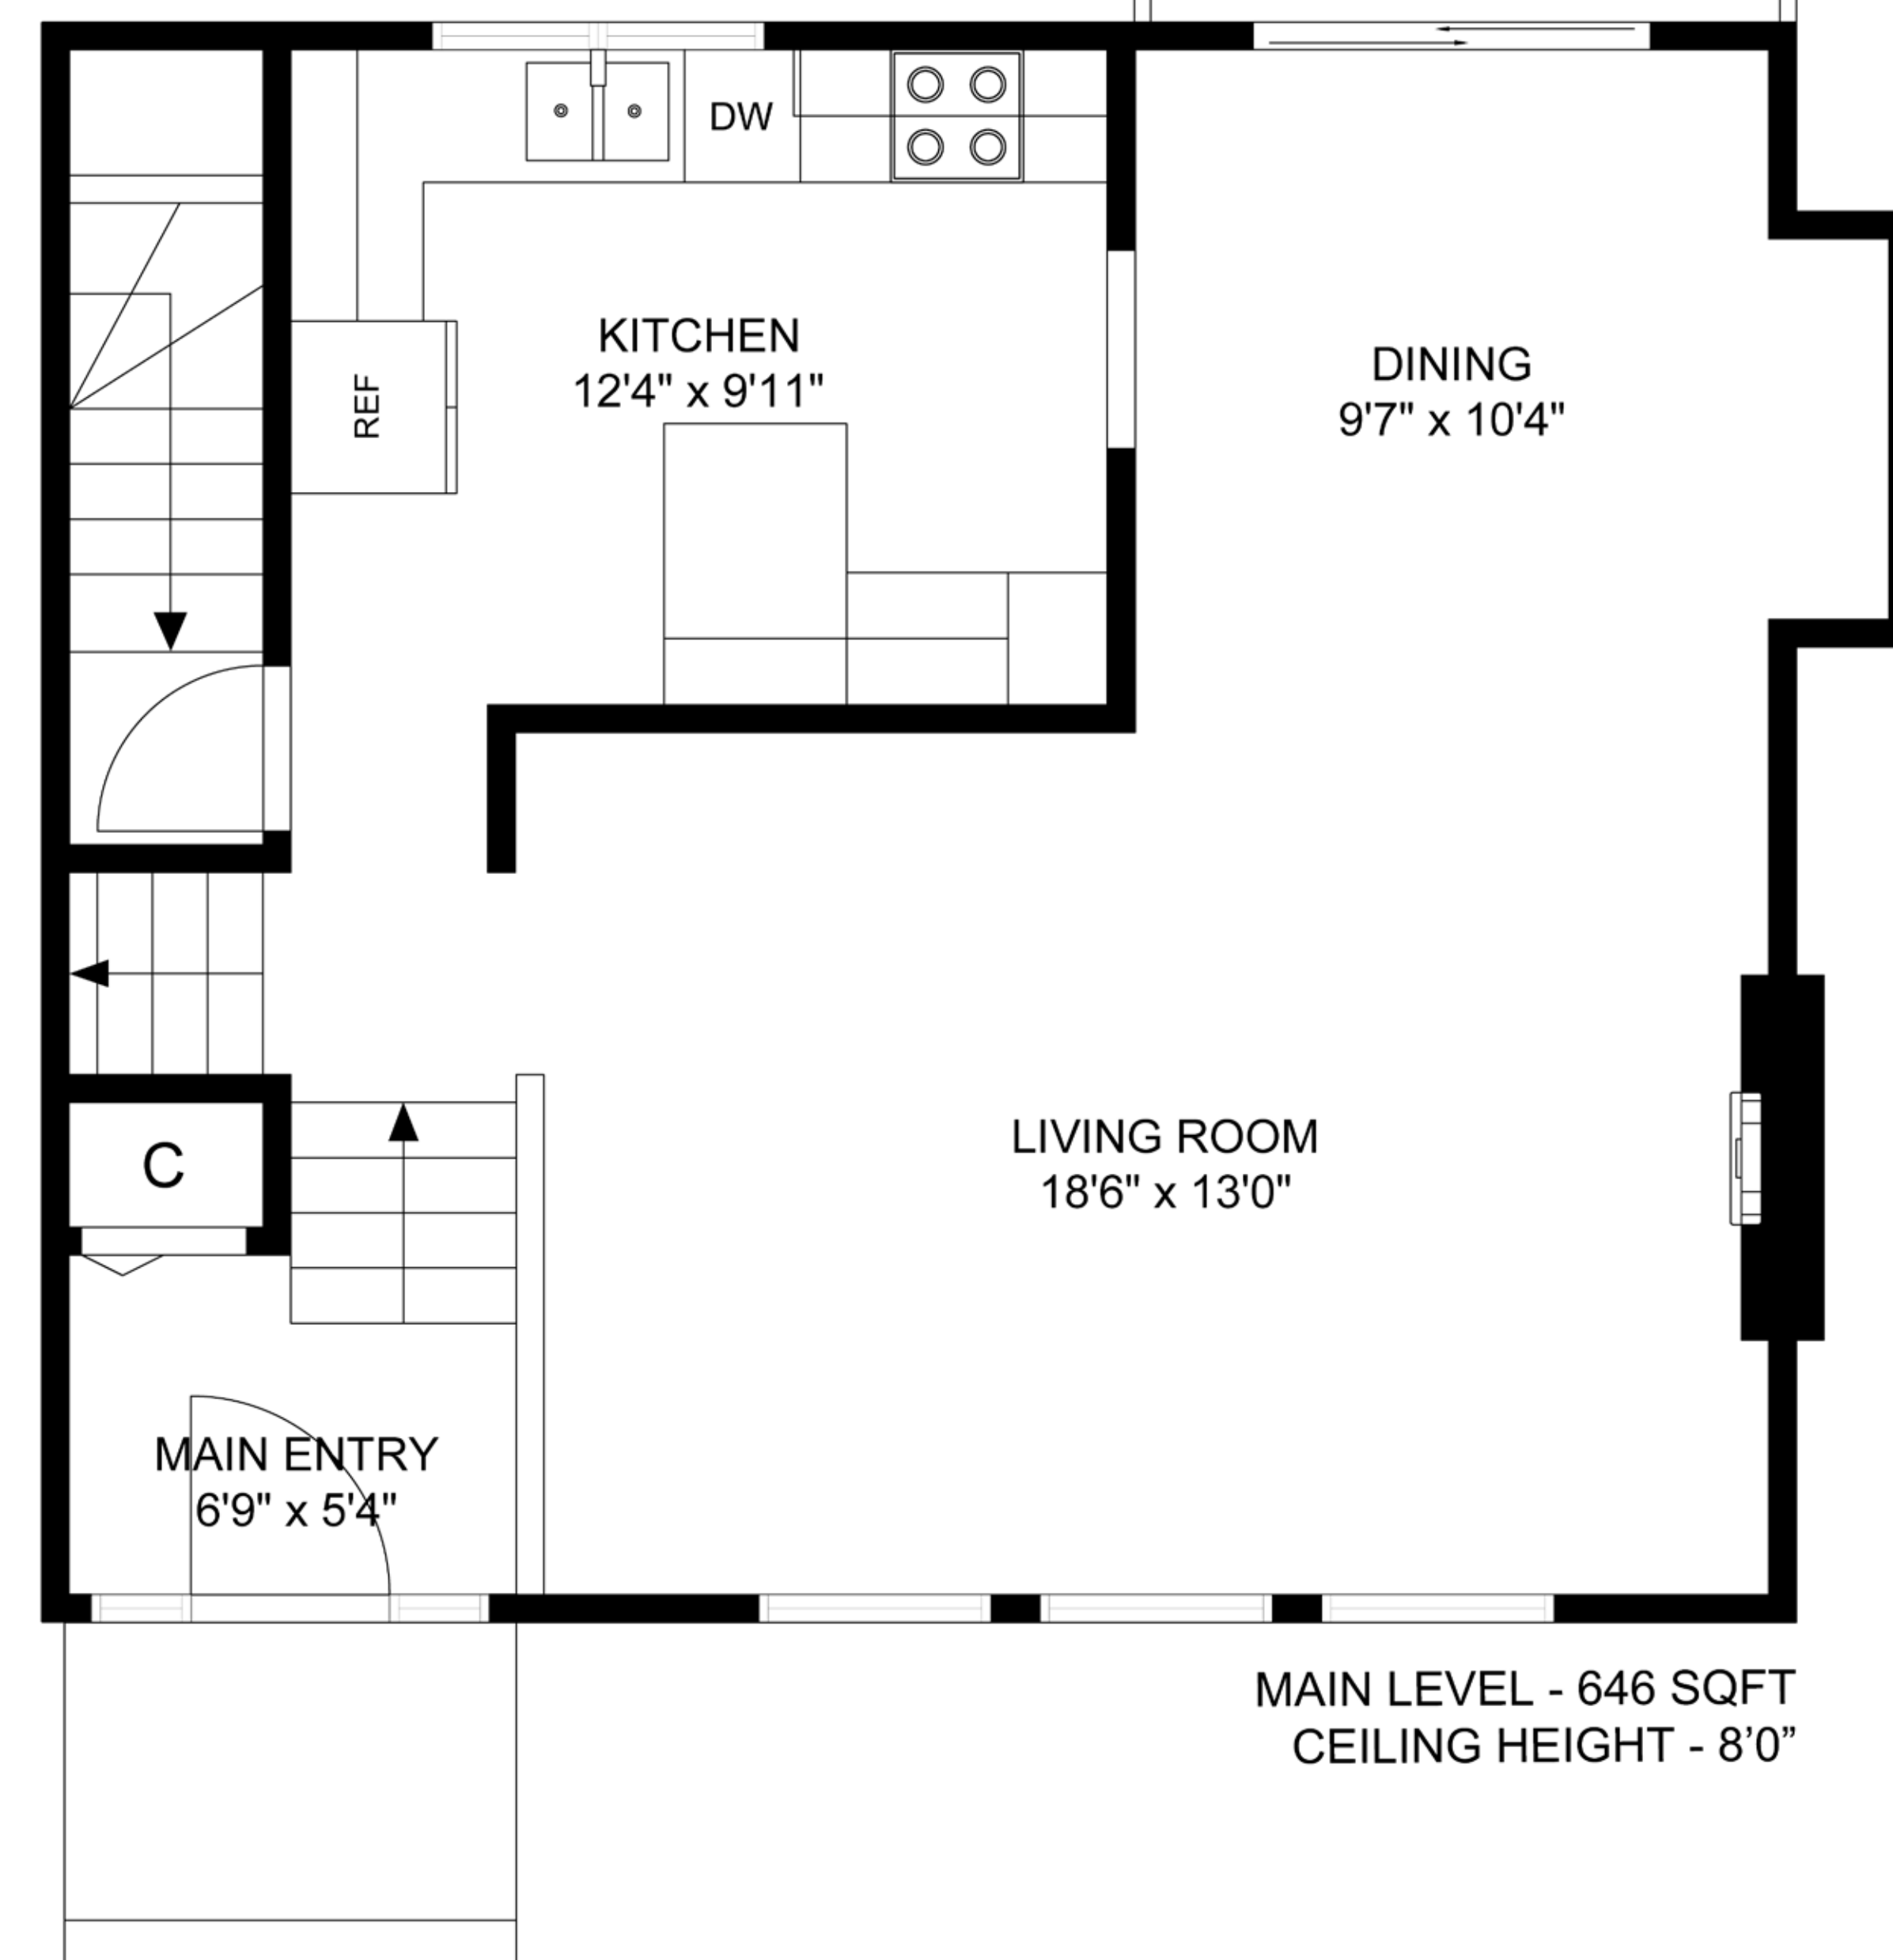 DW
KITCHEN
12'4" x 9'11"
REF
DINING
9'7" x 10'4"
C
LIVING ROOM
18'6" x 13'0"
MAIN ENTRY
6'9" x 5'4"
MAIN LEVEL - 646 SQFT
CEILING HEIGHT - 8’0”